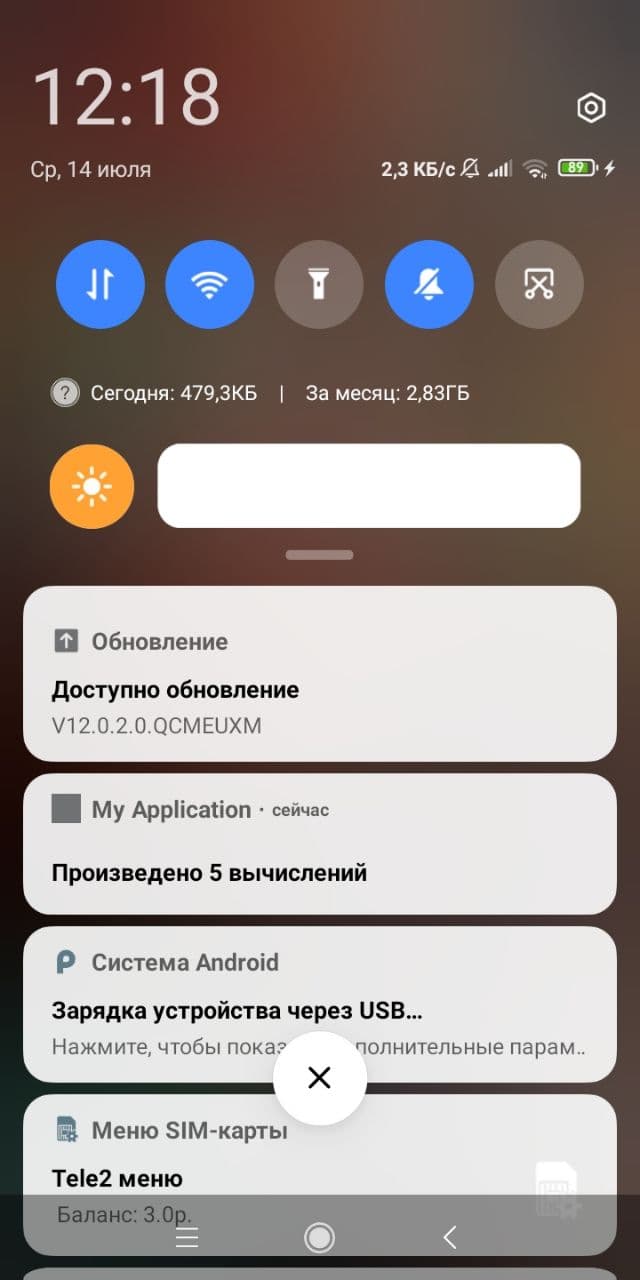 12:18
Ср, 14 июля
2,3 КБ/с
89
? Сегодня: 479,3КБ | За месяц: 2,83ГБ
Обновление
Доступно обновление
V12.0.2.0.QCMEUXM
My Application · сейчас
Произведено 5 вычислений
Система Android
Зарядка устройства через USB…
Нажмите, чтобы показ полнительные парам..
Меню SIM-карты
Tele2 меню
Баланс: 3.0р.